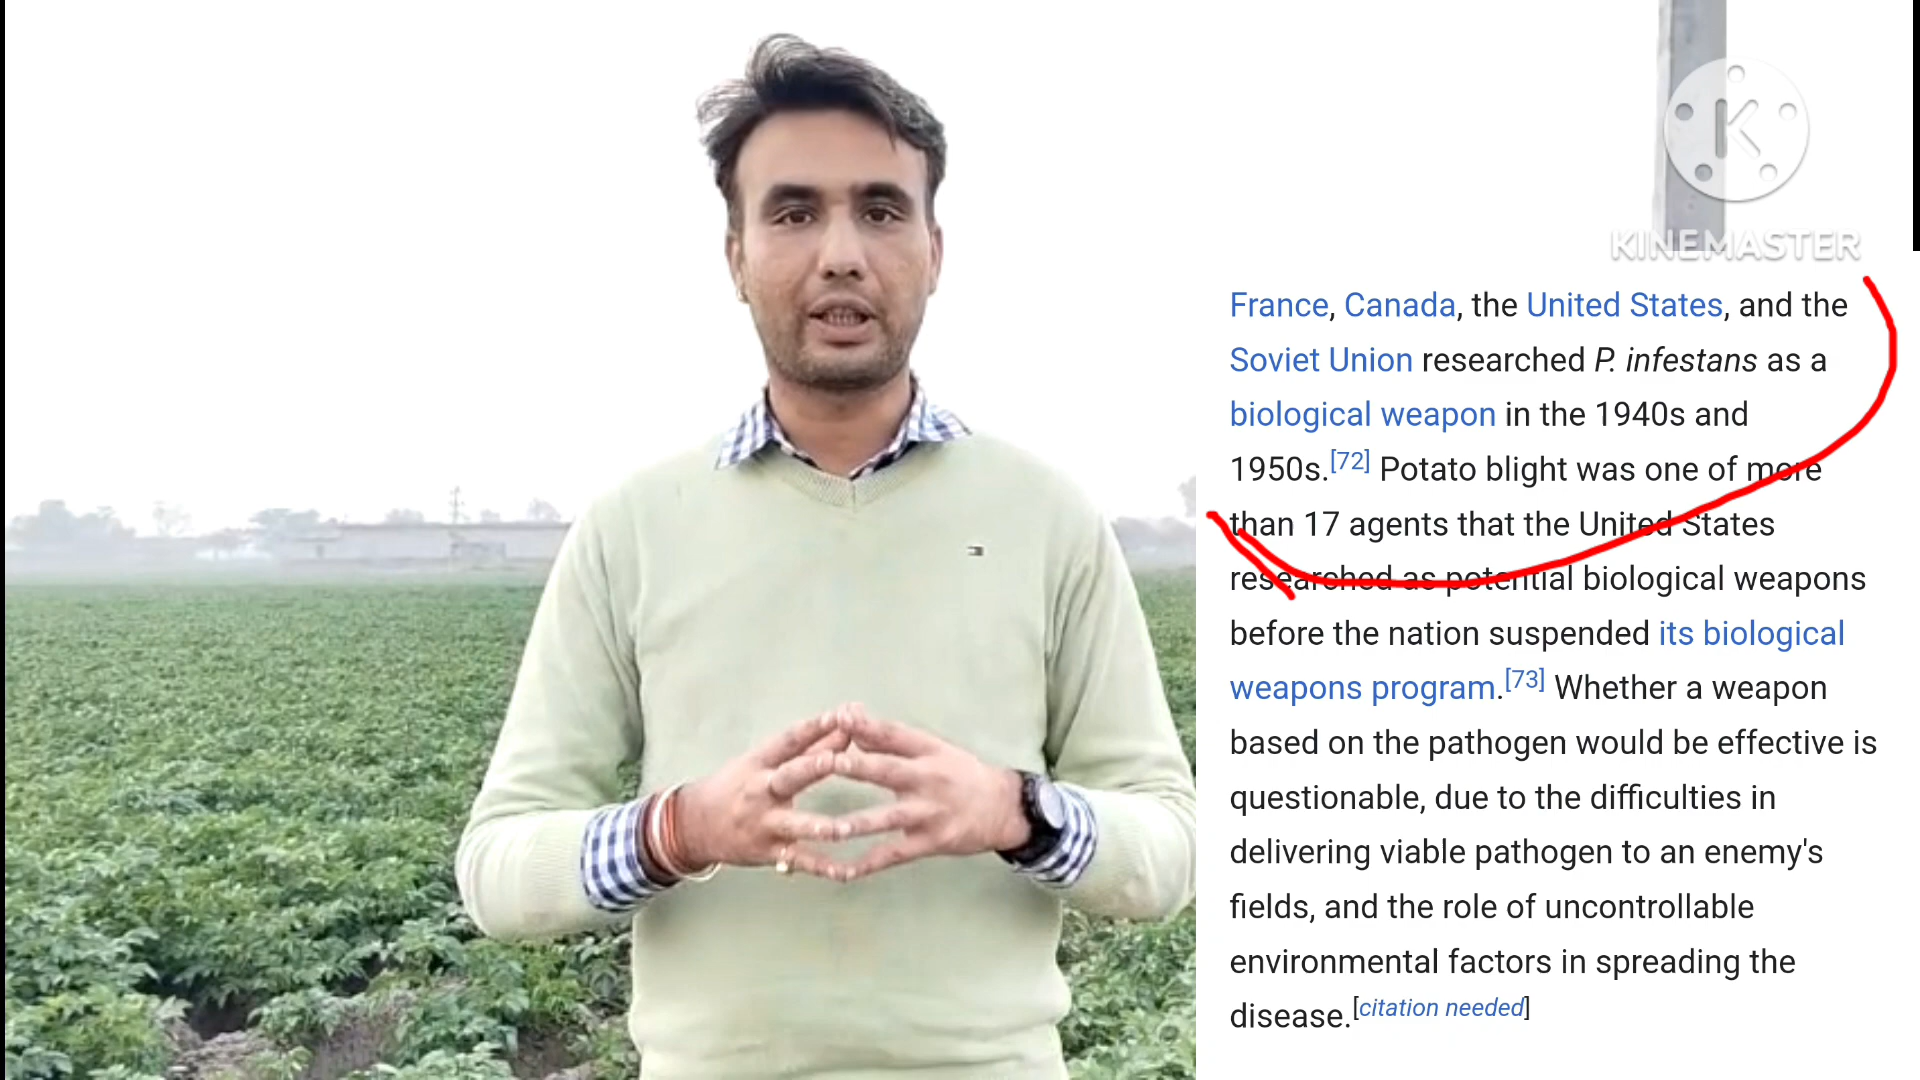 KINEMASTER
France, Canada, the United States, and the
Soviet Union researched P. infestans as a
biological weapon in the 1940s and
1950s.[72] Potato blight was one of more
than 17 agents that the United States
researched as potential biological weapons
before the nation suspended its biological
weapons program.[73] Whether a weapon
based on the pathogen would be effective is
questionable, due to the difficulties in
delivering viable pathogen to an enemy's
fields, and the role of uncontrollable
environmental factors in spreading the
disease.[citation needed]